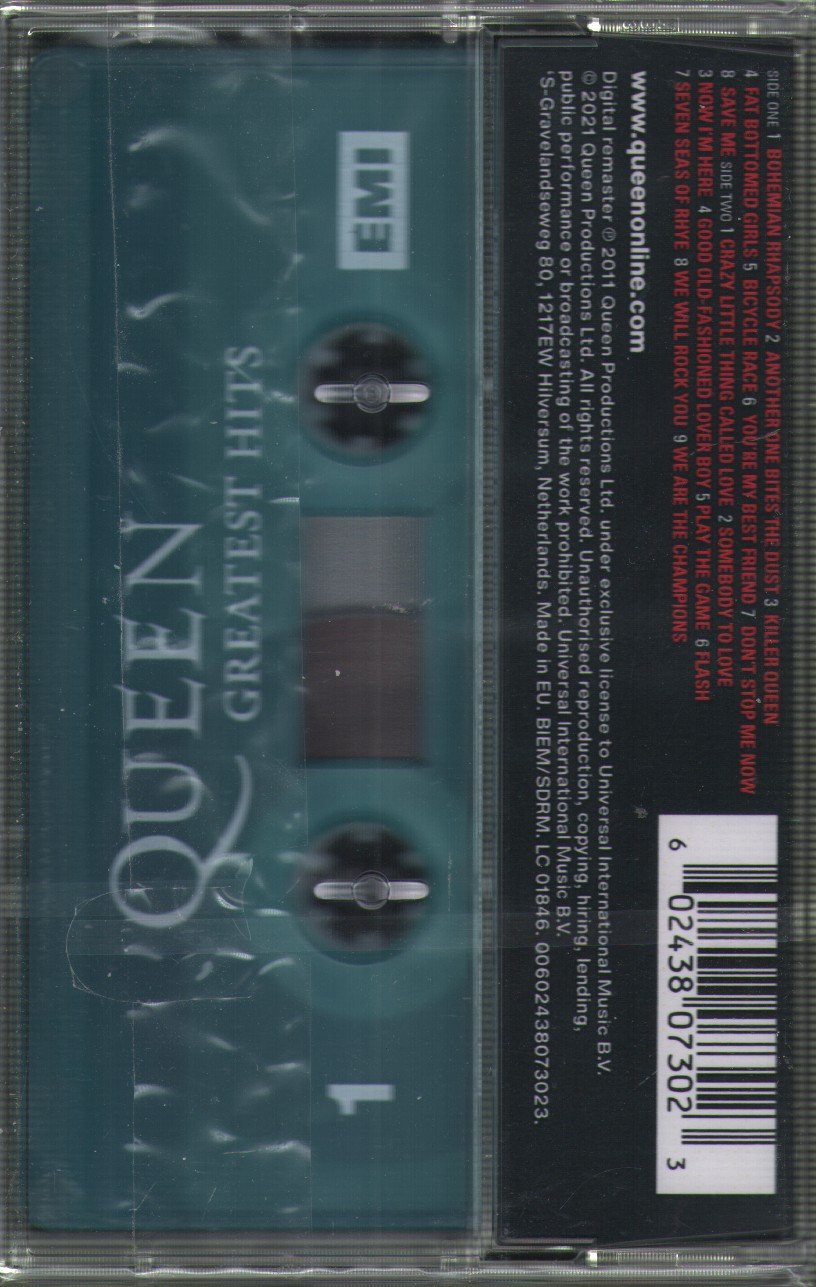 SIDE ONE 1 BOHEMIAN RHAPSODY 2 ANOTHER ONE BITES THE DUST 3 KILLER QUEEN
4 FAT BOTTOMED GIRLS 5 BICYCLE RACE 6 YOU'RE MY BEST FRIEND 7 DON'T STOP ME NOW
8 SAVE ME SIDE TWO 1 CRAZY LITTLE THING CALLED LOVE 2 SOMEBODY TO LOVE
3 NOW I'M HERE 4 GOOD OLD-FASHIONED LOVER BOY 5 PLAY THE GAME 6 FLASH
7 SEVEN SEAS OF RHYE 8 WE WILL ROCK YOU 9 WE ARE THE CHAMPIONS
www.queenonline.com
Digital remaster ℗ 2011 Queen Productions Ltd. under exclusive license to Universal International Music B.V.
© 2021 Queen Productions Ltd. All rights reserved. Unauthorised reproduction, copying, hiring, lending,
public performance or broadcasting of the work prohibited. Universal International Music B.V.
'S-Gravelandseweg 80, 1217EW Hilversum, Netherlands. Made in EU. BIEM/SDRM. LC 01846. 00602438073023.
6 02438 07302 3
EMI
1
QUEEN
GREATEST HITS